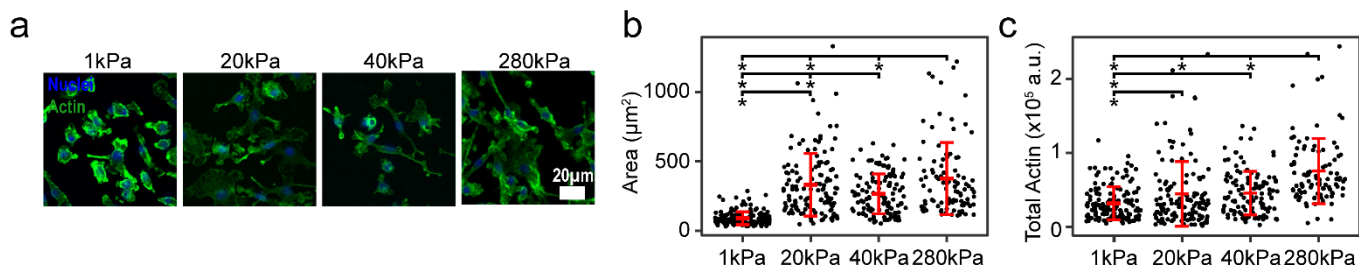 a
1kPa 20kPa 40kPa 280kPa
Nuclei
Actin
20µm
b
Area (µm²)
1000
500
0
* * * *
* *
*
1kPa 20kPa 40kPa 280kPa
c
Total Actin (x10⁵ a.u.)
2
1
0
* * * *
* *
*
1kPa 20kPa 40kPa 280kPa